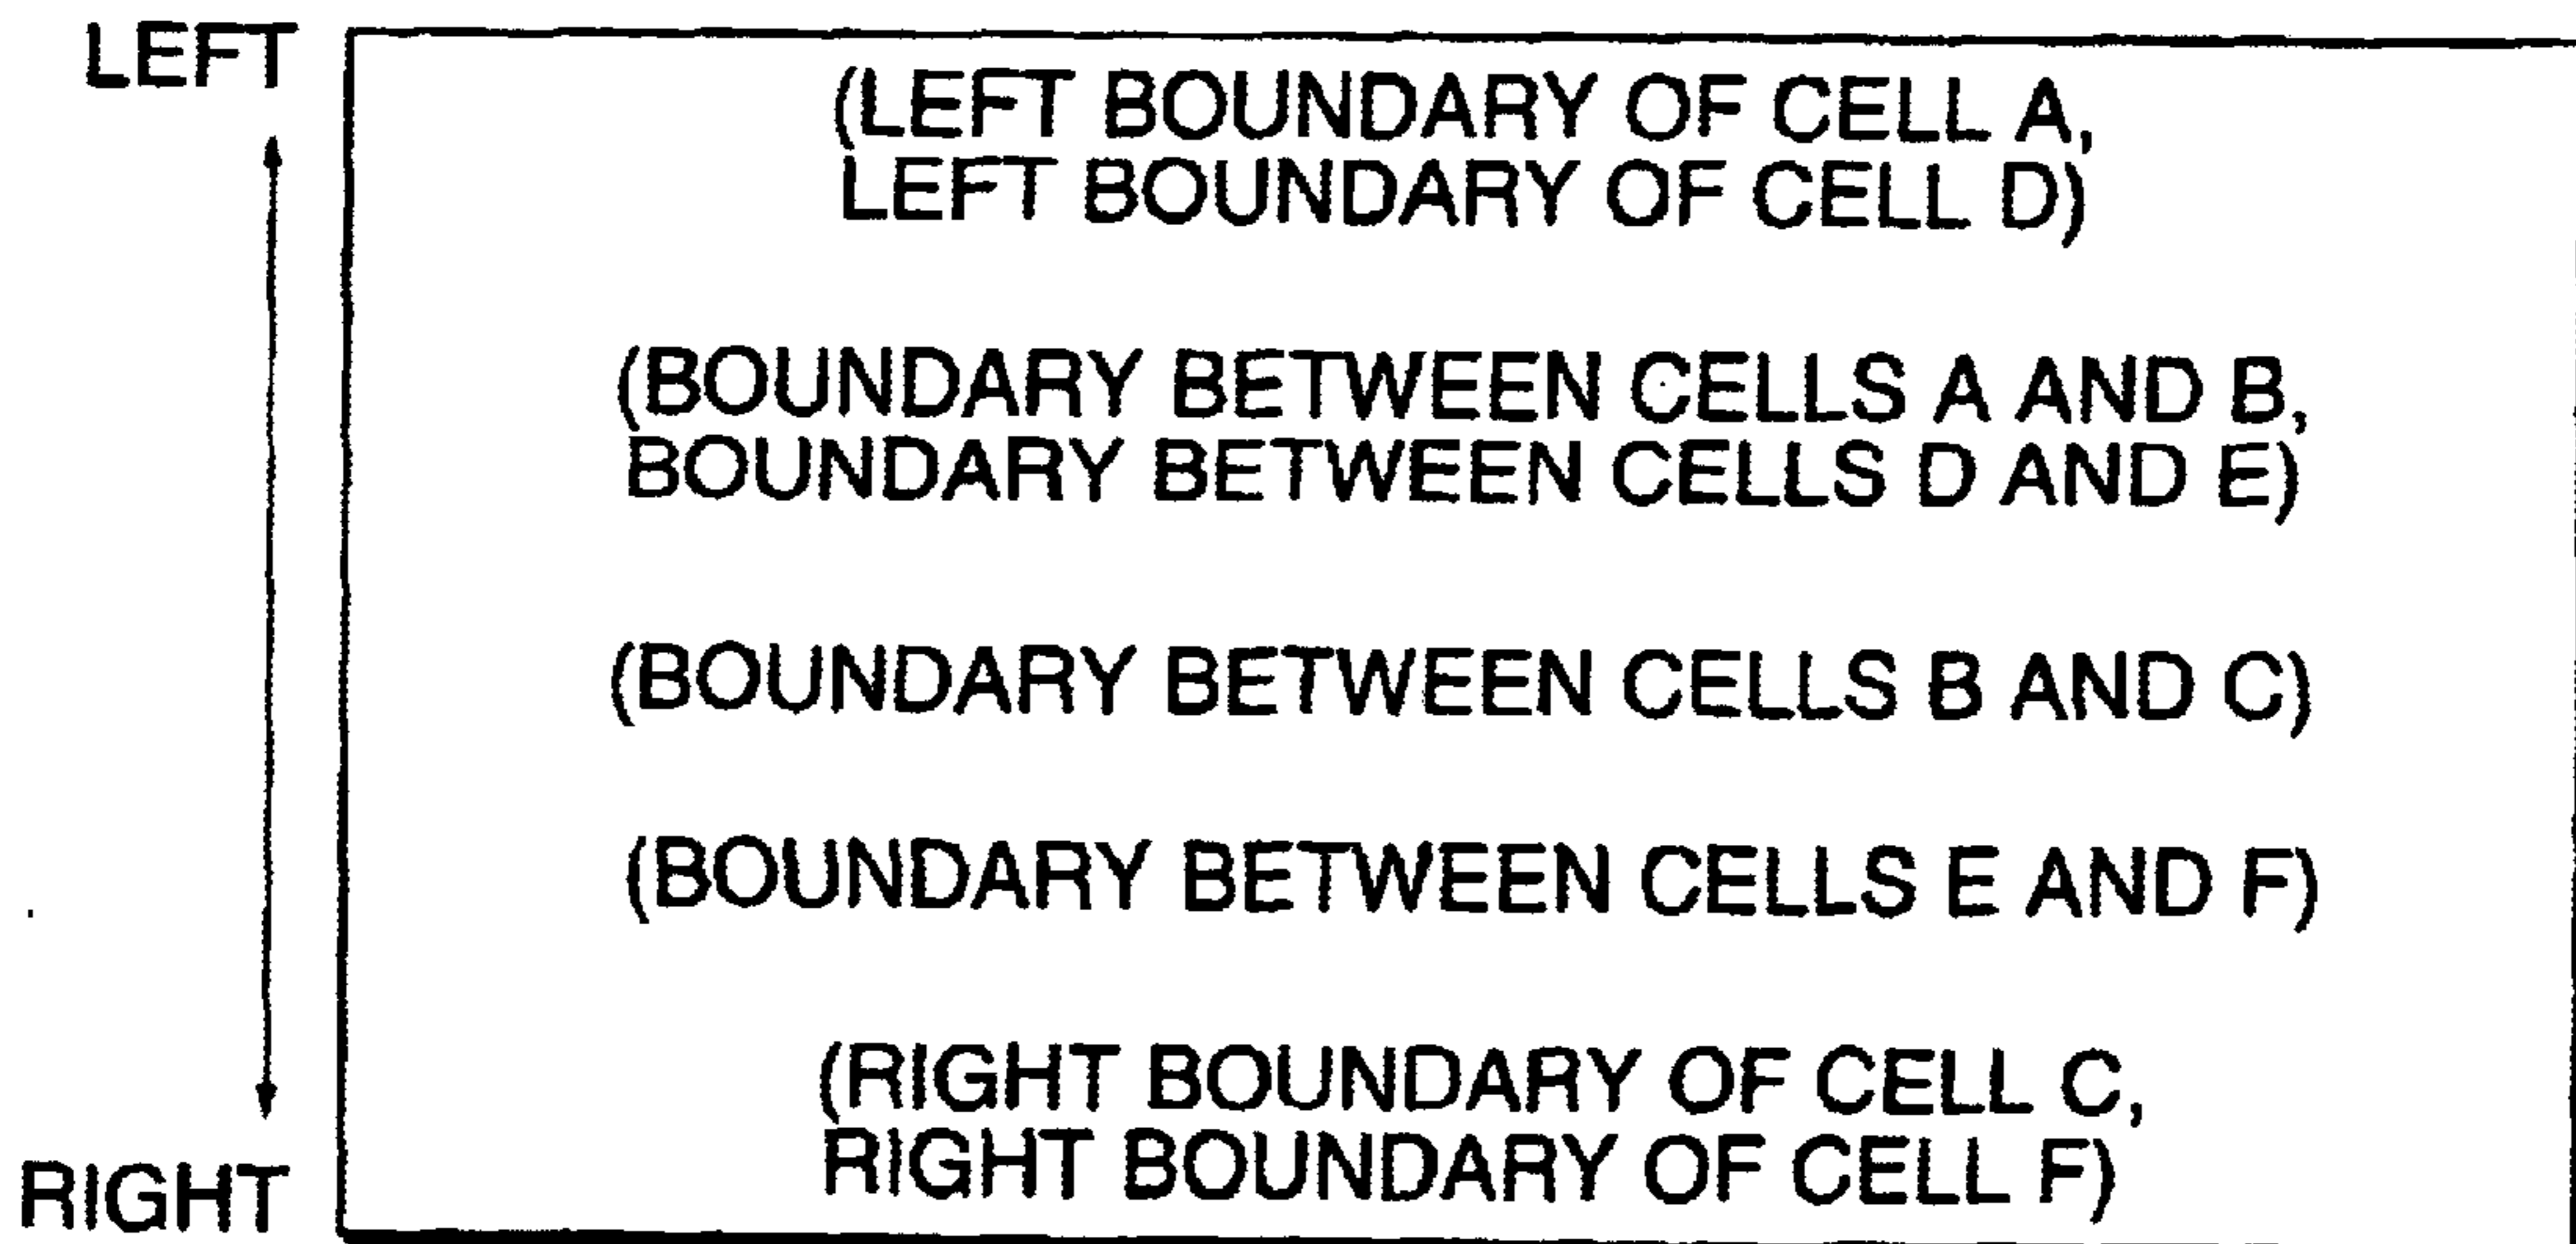 LEFT
(LEFT BOUNDARY OF CELL A,
LEFT BOUNDARY OF CELL D)
(BOUNDARY BETWEEN CELLS A AND B,
BOUNDARY BETWEEN CELLS D AND E)
(BOUNDARY BETWEEN CELLS B AND C)
(BOUNDARY BETWEEN CELLS E AND F)
(RIGHT BOUNDARY OF CELL C,
RIGHT BOUNDARY OF CELL F)
RIGHT